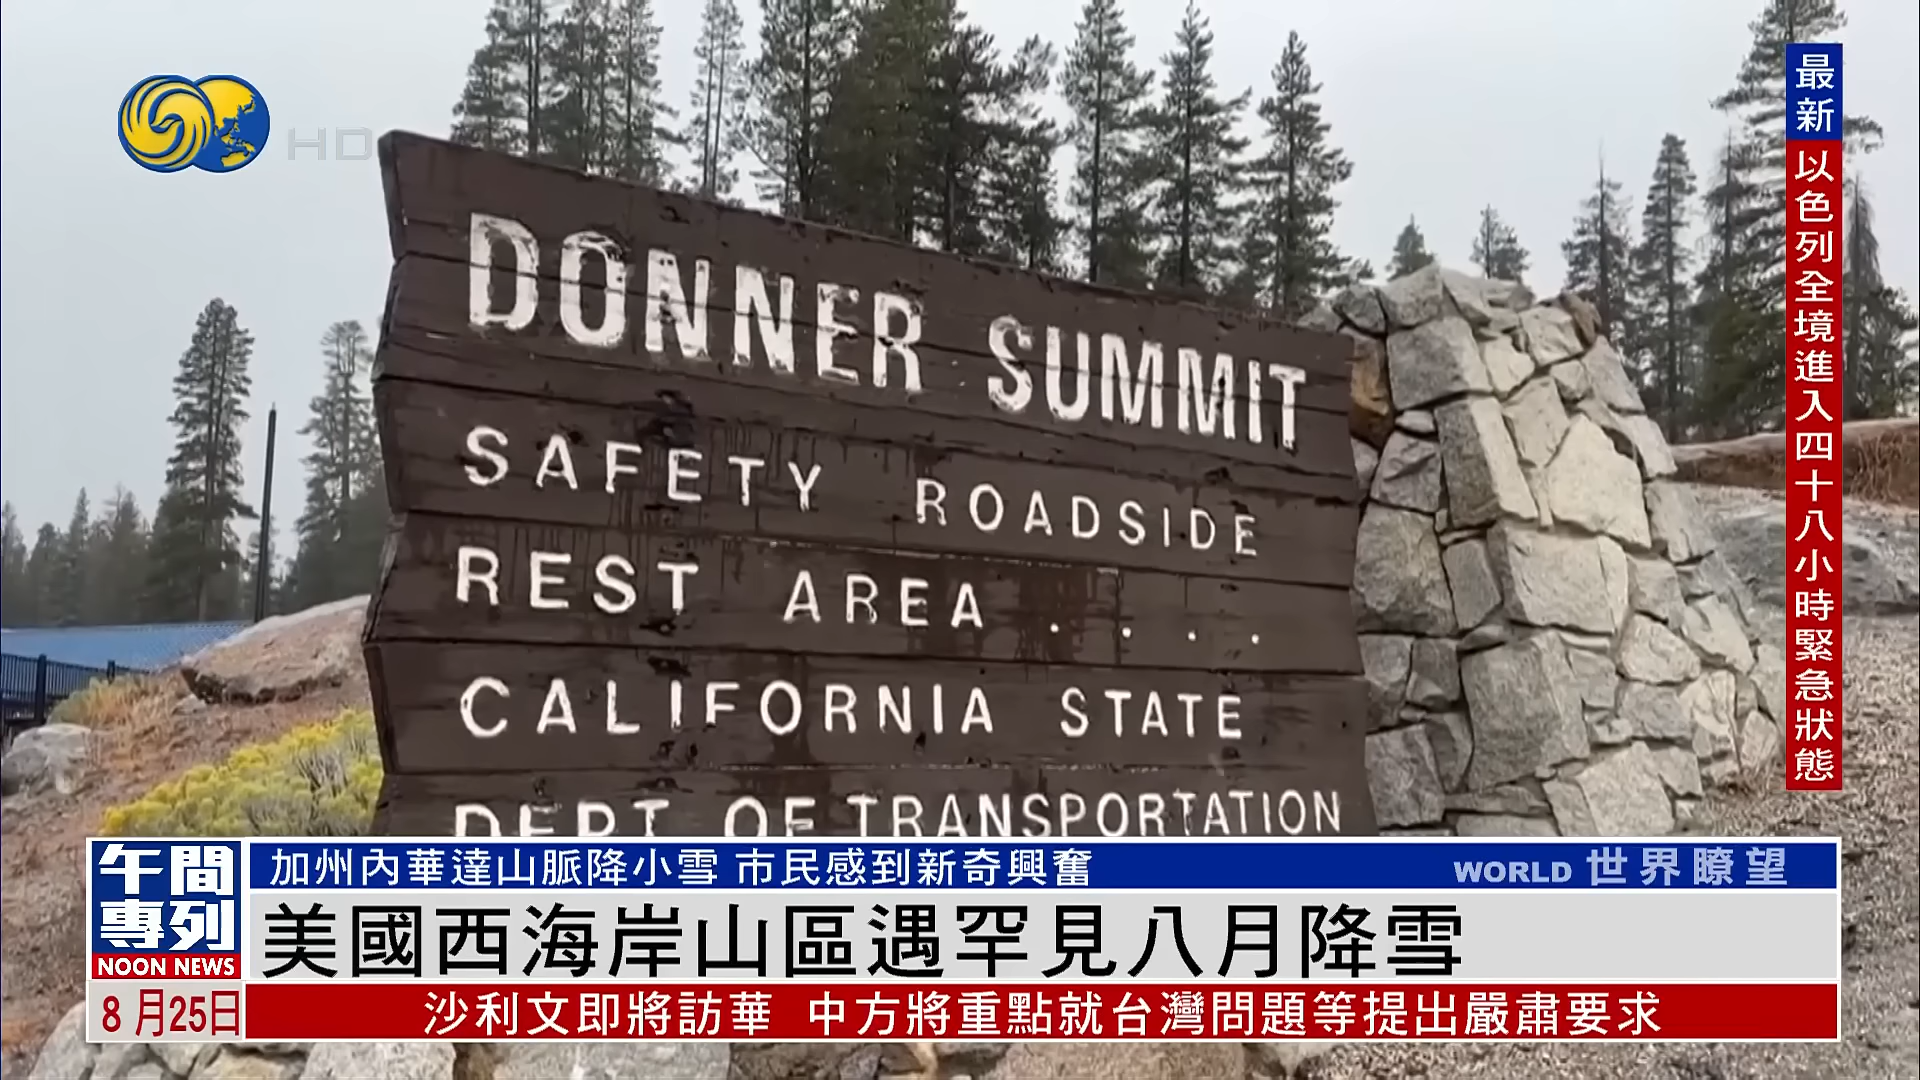 HD
DONNER SUMMIT
SAFETY ROADSIDE
REST AREA . . . .
CALIFORNIA STATE
DEPT OF TRANSPORTATION
最新
以色列全境進入四十八小時緊急狀態
午間專列
NOON NEWS
加州內華達山脈降小雪 市民感到新奇興奮
WORLD 世界瞭望
美國西海岸山區遇罕見八月降雪
8月25日
沙利文即將訪華 中方將重點就台灣問題等提出嚴肅要求